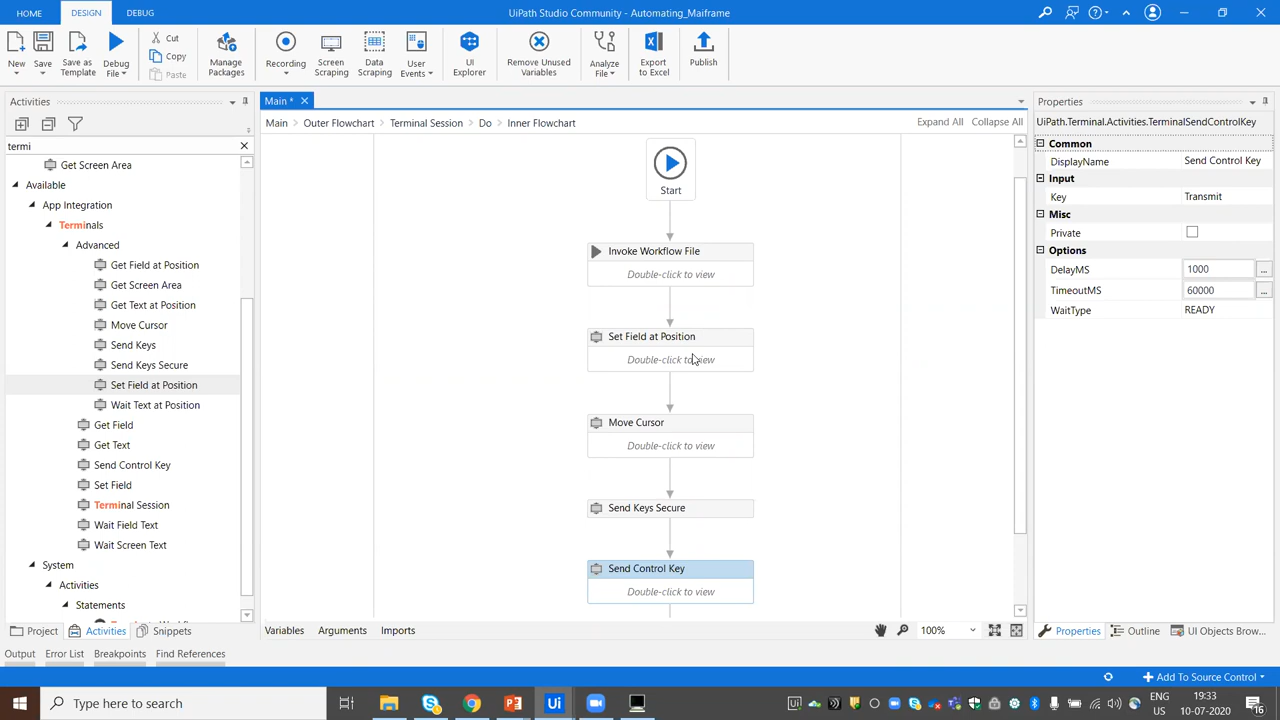 HOME
DESIGN
DEBUG
UiPath Studio Community - Automating_Maiframe
New
Save
Save as Template
Debug File
Cut
Copy
Paste
Manage Packages
Recording
Screen Scraping
Data Scraping
User Events
UI Explorer
Remove Unused Variables
Analyze File
Export to Excel
Publish
Activities
termi
Get Screen Area
Available
App Integration
Terminals
Advanced
Get Field at Position
Get Screen Area
Get Text at Position
Move Cursor
Send Keys
Send Keys Secure
Set Field at Position
Wait Text at Position
Get Field
Get Text
Send Control Key
Set Field
Terminal Session
Wait Field Text
Wait Screen Text
System
Activities
Statements
Project
Activities
Snippets
Main *
Main > Outer Flowchart > Terminal Session > Do > Inner Flowchart
Expand All
Collapse All
Start
Invoke Workflow File
Double-click to view
Set Field at Position
Double-click to view
Move Cursor
Double-click to view
Send Keys Secure
Send Control Key
Double-click to view
Variables
Arguments
Imports
100%
Properties
UiPath.Terminal.Activities.TerminalSendControlKey
Common
DisplayName
Send Control Key
Input
Key
Transmit
Misc
Private
Options
DelayMS
1000
...
TimeoutMS
60000
...
WaitType
READY
Properties
Outline
UI Objects Brow...
Output
Error List
Breakpoints
Find References
Add To Source Control
Type here to search
Ui
ENG
IN
19:33
10-07-2020
16